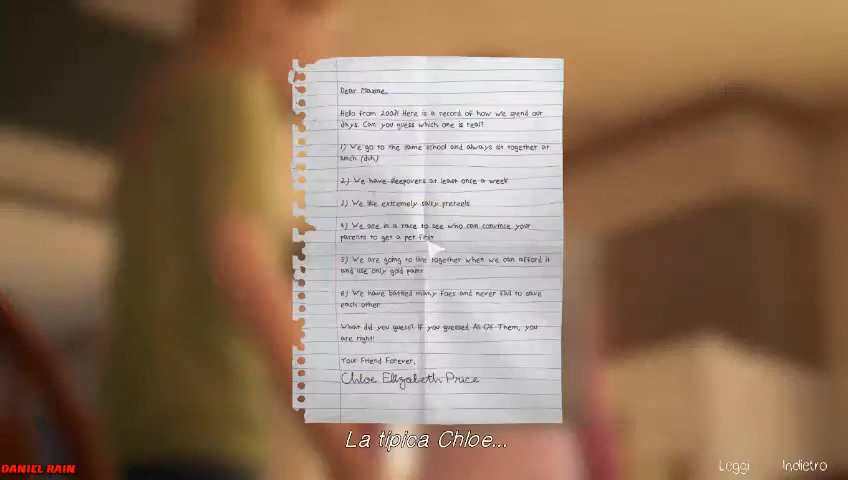 Dear Maxine,
Hello from 2007! Here is a record of how we spend our
days. Can you guess which one is real?
1) We go to the same school and always sit together at
lunch (duh)
2) We have sleepovers at least once a week
3) We like extremely salty pretzels
4) We are in a race to see who can convince your
parents to get a pet first
5) We are going to live together when we can afford it
and use only gold paint
6) We have battled many foes and never fail to save
each other
What did you guess? If you guessed All Of Them, you
are right!
Your Friend Forever,
Chloe Elizabeth Price
La tipica Chloe...
DANIEL RAIN
Leggi
Indietro